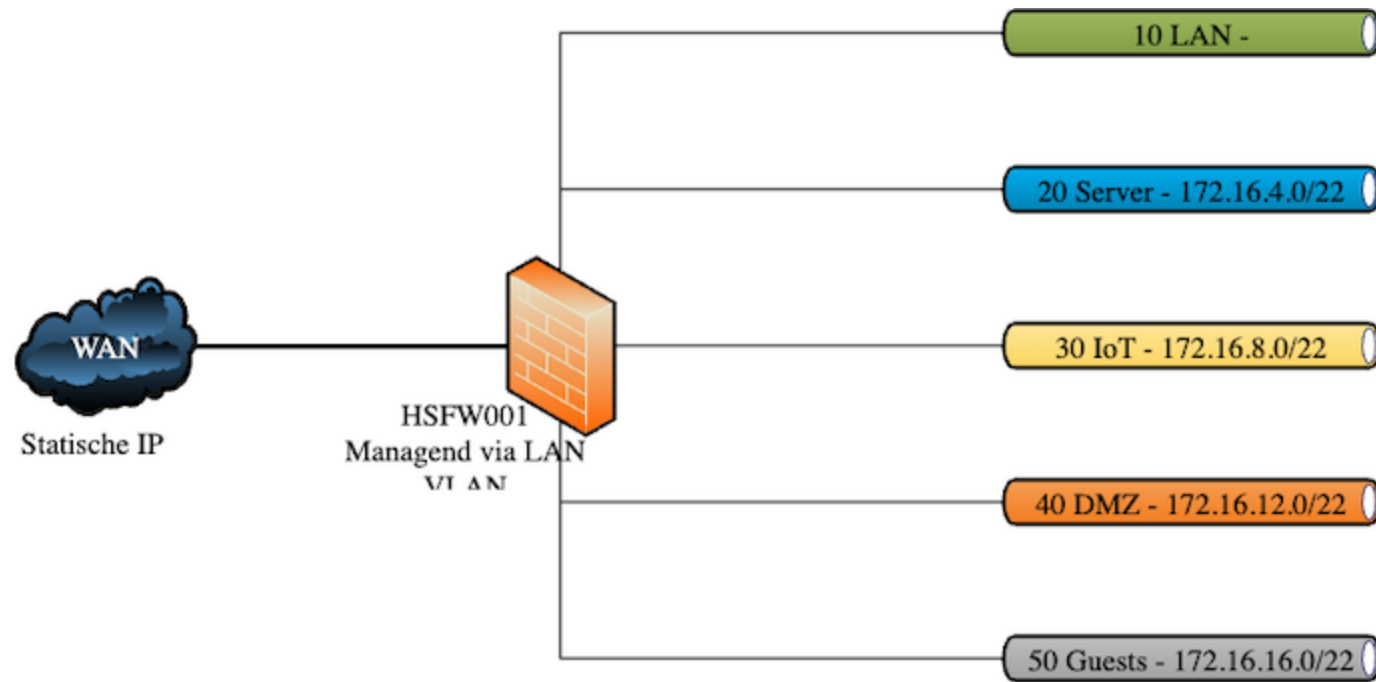 10 LAN -
20 Server - 172.16.4.0/22
WAN
30 IoT - 172.16.8.0/22
HSFW001
Managend via LAN
VLAN
Statische IP
40 DMZ - 172.16.12.0/22
50 Guests - 172.16.16.0/22